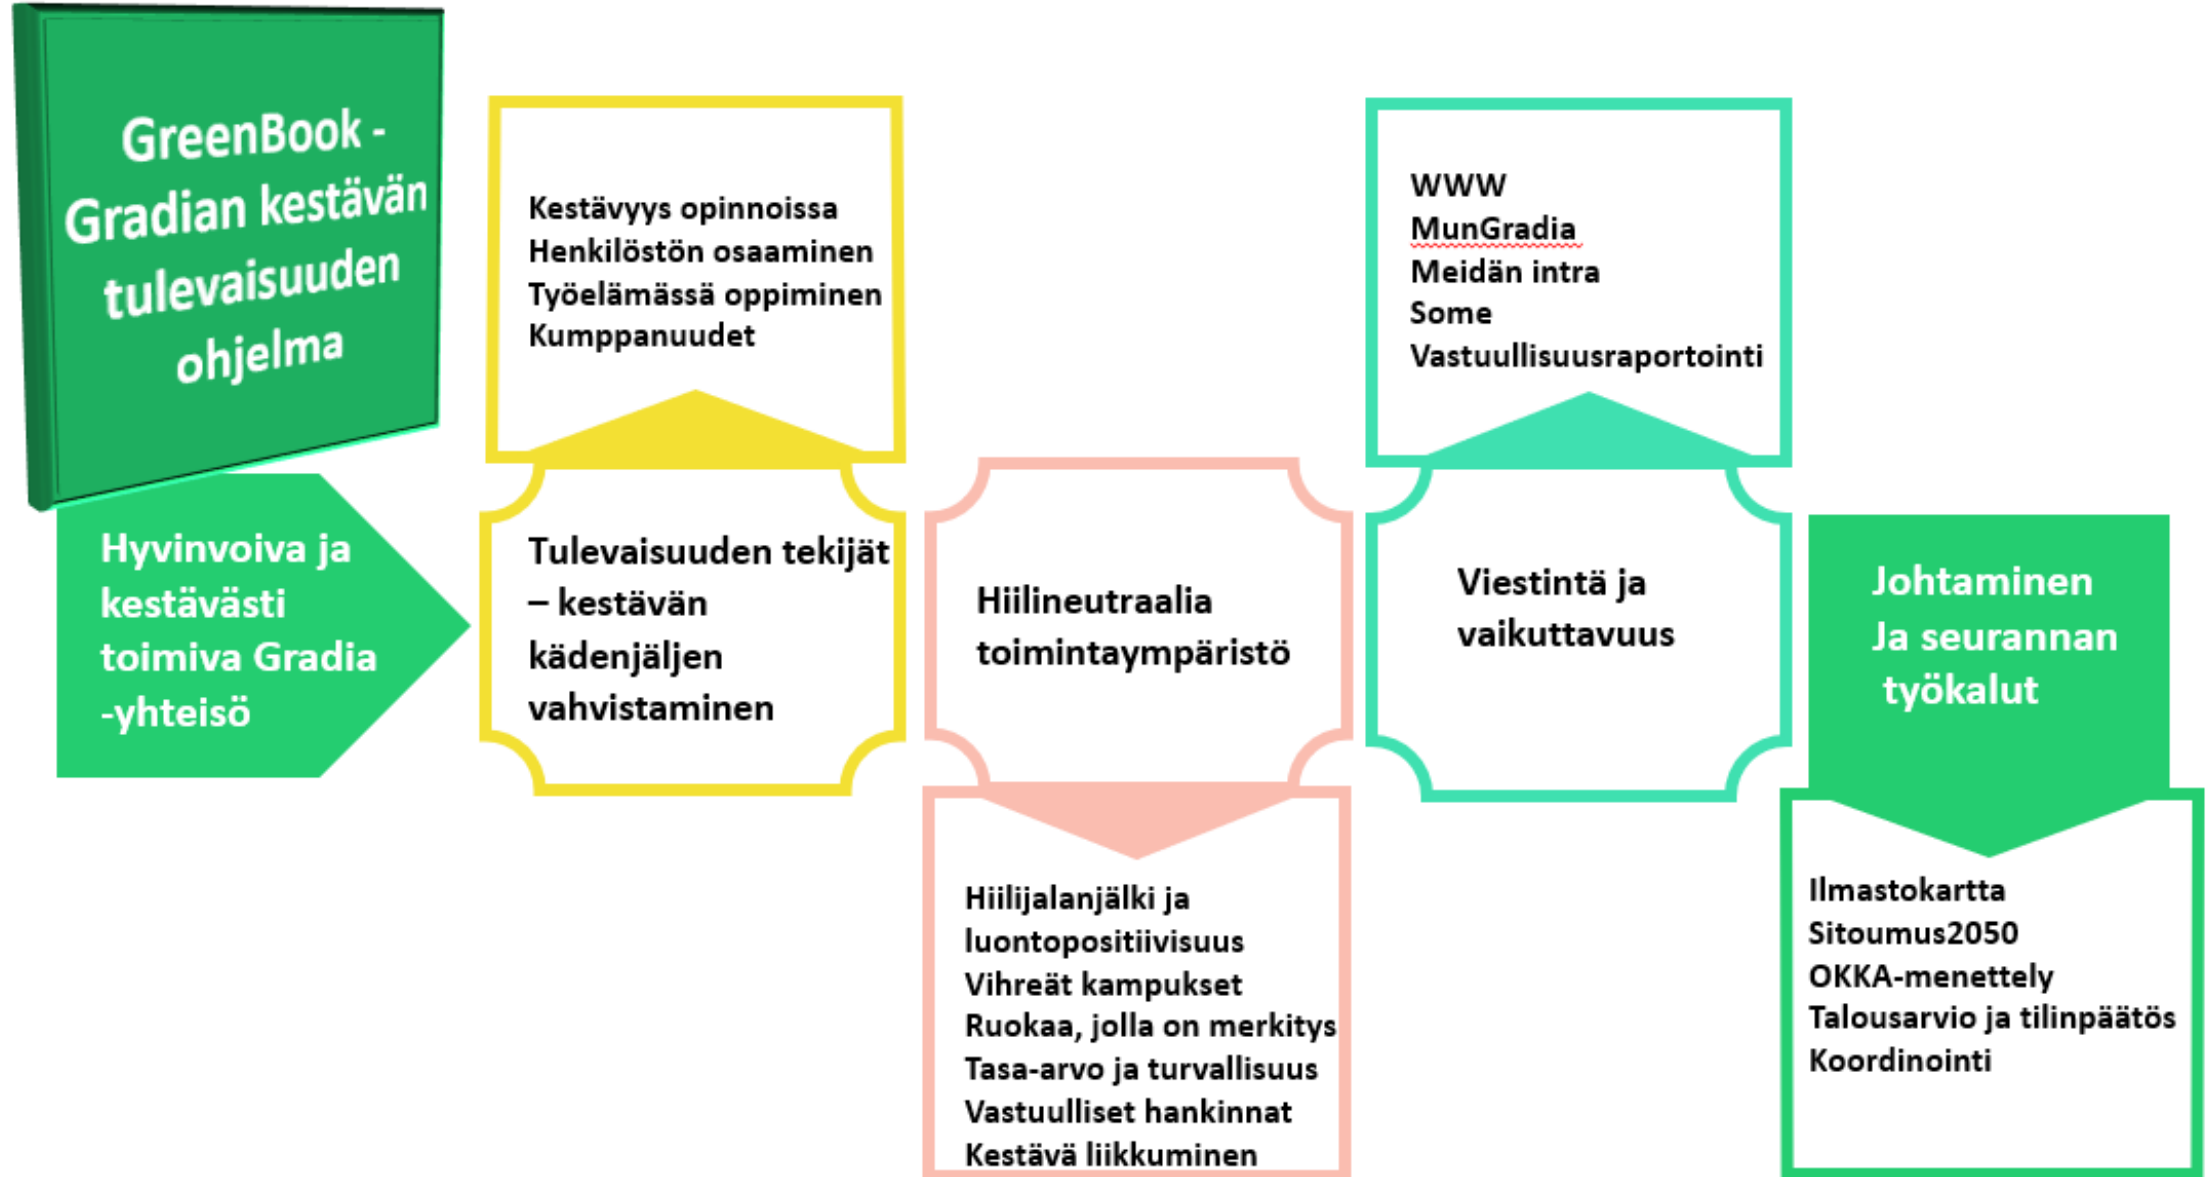 GreenBook -
Gradian kestävän
tulevaisuuden
ohjelma
Hyvinvoiva ja
kestävästi
toimiva Gradia
-yhteisö
Kestävyys opinnoissa
Henkilöstön osaaminen
Työelämässä oppiminen
Kumppanuudet
Tulevaisuuden tekijät
– kestävän
kädenjäljen
vahvistaminen
Hiilineutraalia
toimintaympäristö
Hiilijalanjälki ja
luontopositiivisuus
Vihreät kampukset
Ruokaa, jolla on merkitys
Tasa-arvo ja turvallisuus
Vastuulliset hankinnat
Kestävä liikkuminen
WWW
MunGradia
Meidän intra
Some
Vastuullisuusraportointi
Viestintä ja
vaikuttavuus
Johtaminen
Ja seurannan
työkalut
Ilmastokartta
Sitoumus2050
OKKA-menettely
Talousarvio ja tilinpäätös
Koordinointi